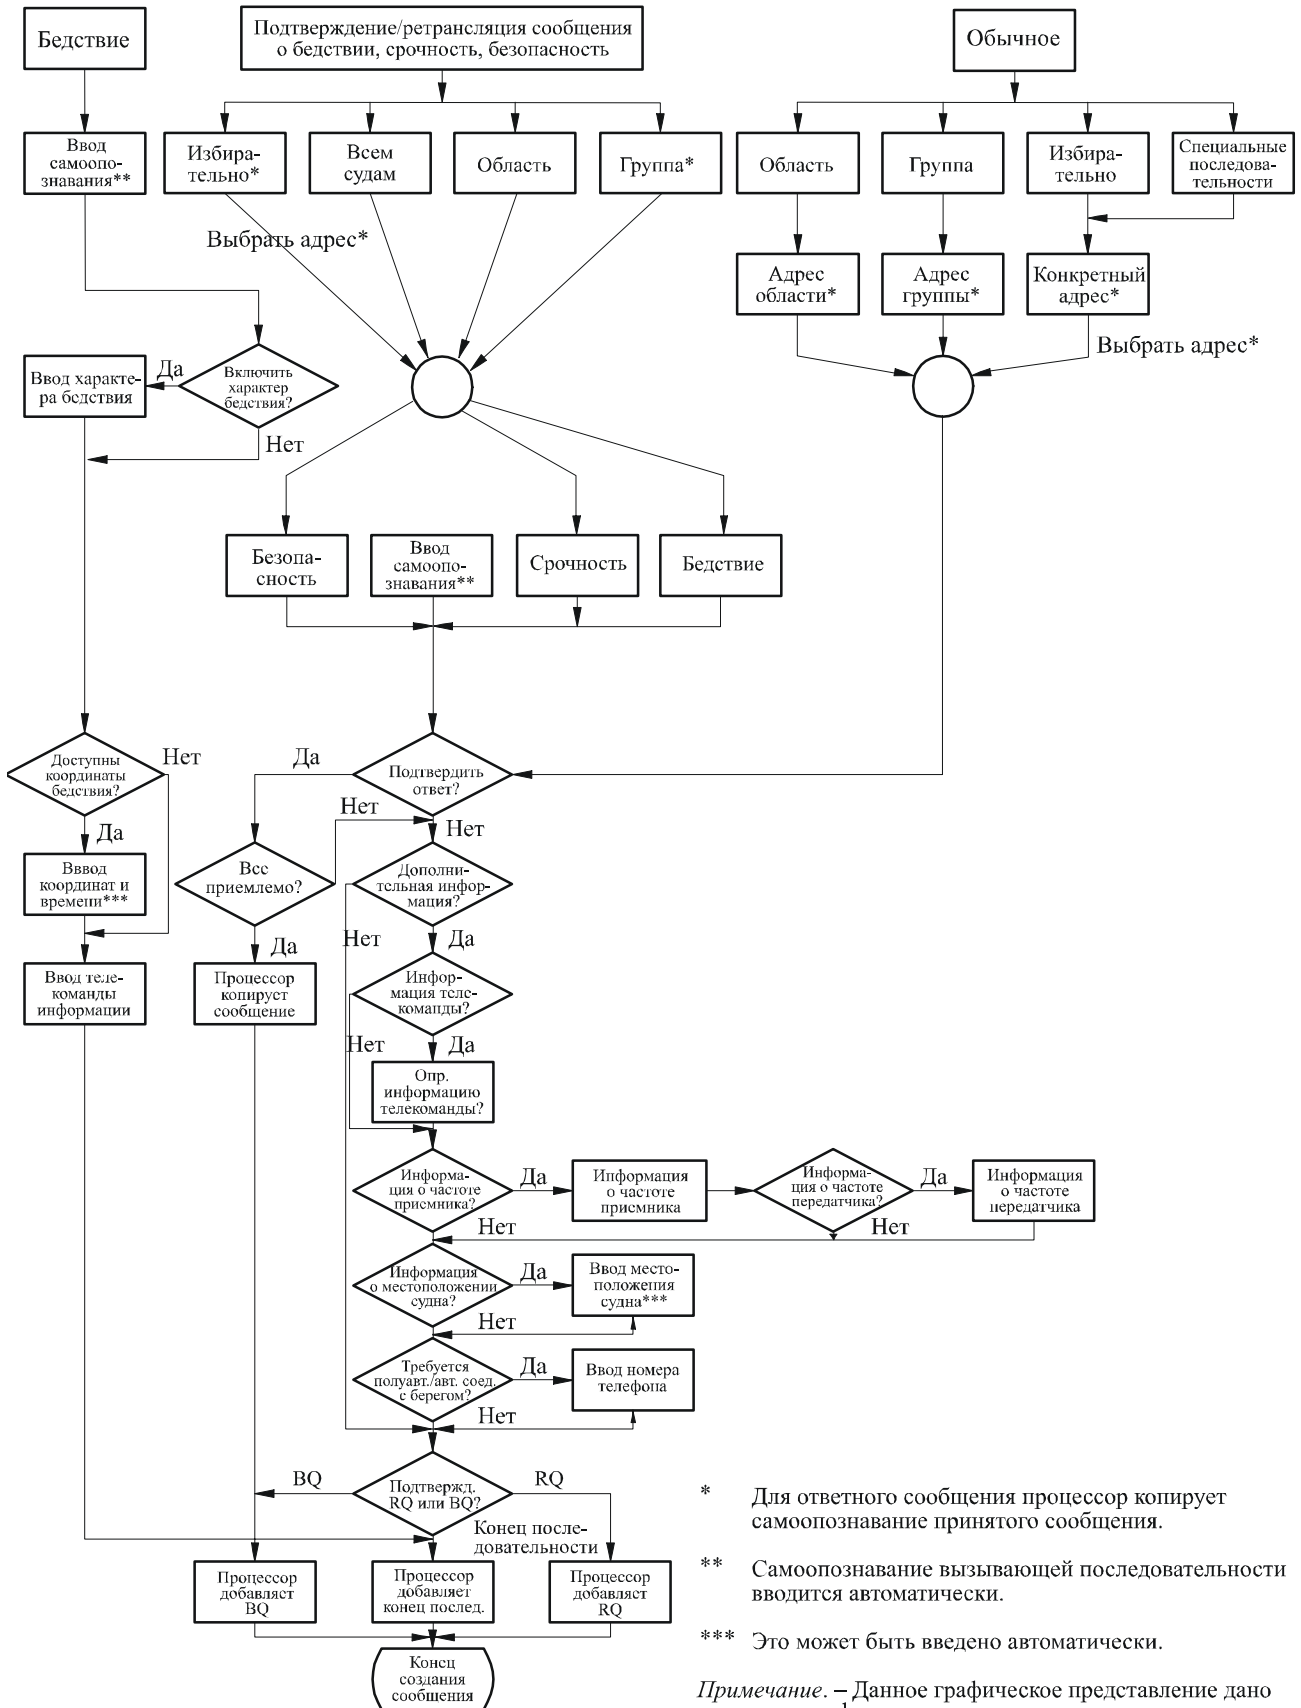 Бедствие
Подтверждение/ретрансляция сообщения
о бедствии, срочность, безопасность
Обычное
Ввод
самоопо-
знавания**
Избира-
тельно*
Всем
судам
Область
Группа*
Область
Группа
Избира-
тельно
Специальные
последова-
тельности
Выбрать адрес*
Адрес
области*
Адрес
группы*
Конкретный
адрес*
Выбрать адрес*
Ввод характе-
ра бедствия
Да
Включить
характер
бедствия?
Нет
Безопа-
сность
Ввод
самоопо-
знавания**
Срочность
Бедствие
Доступны
координаты
бедствия?
Нет
Да
Подтвердить
ответ?
Нет
Нет
Да
Вввод
координат и
времени***
Все
приемлемо?
Дополни-
тельная инфор-
мация?
Да
Нет
Да
Ввод теле-
команды
информации
Процессор
копирует
сообщение
Инфор-
мация теле-
команды?
Нет
Да
Опр.
информацию
телекоманды?
Информа-
ция о частоте
приемника?
Да
Информация
о частоте
приемника
Информа-
ция о частоте
передатчика?
Да
Информация
о частоте
передатчика
Нет
Нет
Информация
о местоположении
судна?
Да
Ввод место-
положения
судна***
Нет
Требуется
полуавт./авт. соед.
с берегом?
Да
Ввод номера
телефона
Нет
BQ
Подтвержд.
RQ или BQ?
RQ
Конец после-
довательности
Процессор
добавляет
BQ
Процессор
добавляет
конец послед.
Процессор
добавляет
RQ
Конец
создания
сообщения
* Для ответного сообщения процессор копирует
самоопознавание принятого сообщения.
** Самоопознавание вызывающей последовательности
вводится автоматически.
*** Это может быть введено автоматически.
Примечание. – Данное графическое представление дано